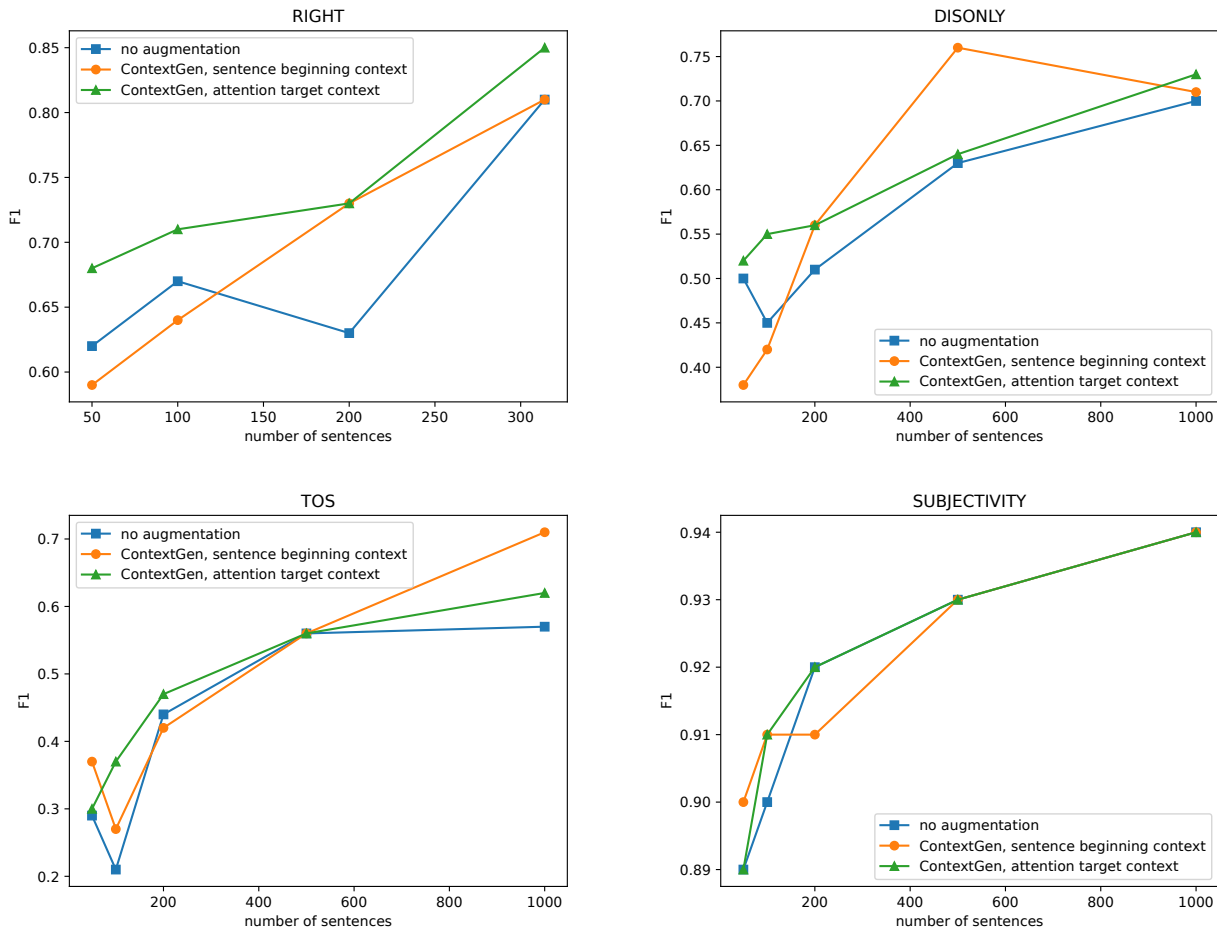 RIGHT
0.85
0.80
0.75
0.70
0.65
0.60
F1
no augmentation
ContextGen, sentence beginning context
ContextGen, attention target context
50
100
150
200
250
300
number of sentences
DISONLY
0.75
0.70
0.65
0.60
0.55
0.50
0.45
0.40
F1
no augmentation
ContextGen, sentence beginning context
ContextGen, attention target context
200
400
600
800
1000
number of sentences
TOS
0.7
0.6
0.5
0.4
0.3
0.2
F1
no augmentation
ContextGen, sentence beginning context
ContextGen, attention target context
200
400
600
800
1000
number of sentences
SUBJECTIVITY
0.94
0.93
0.92
0.91
0.90
0.89
F1
no augmentation
ContextGen, sentence beginning context
ContextGen, attention target context
200
400
600
800
1000
number of sentences